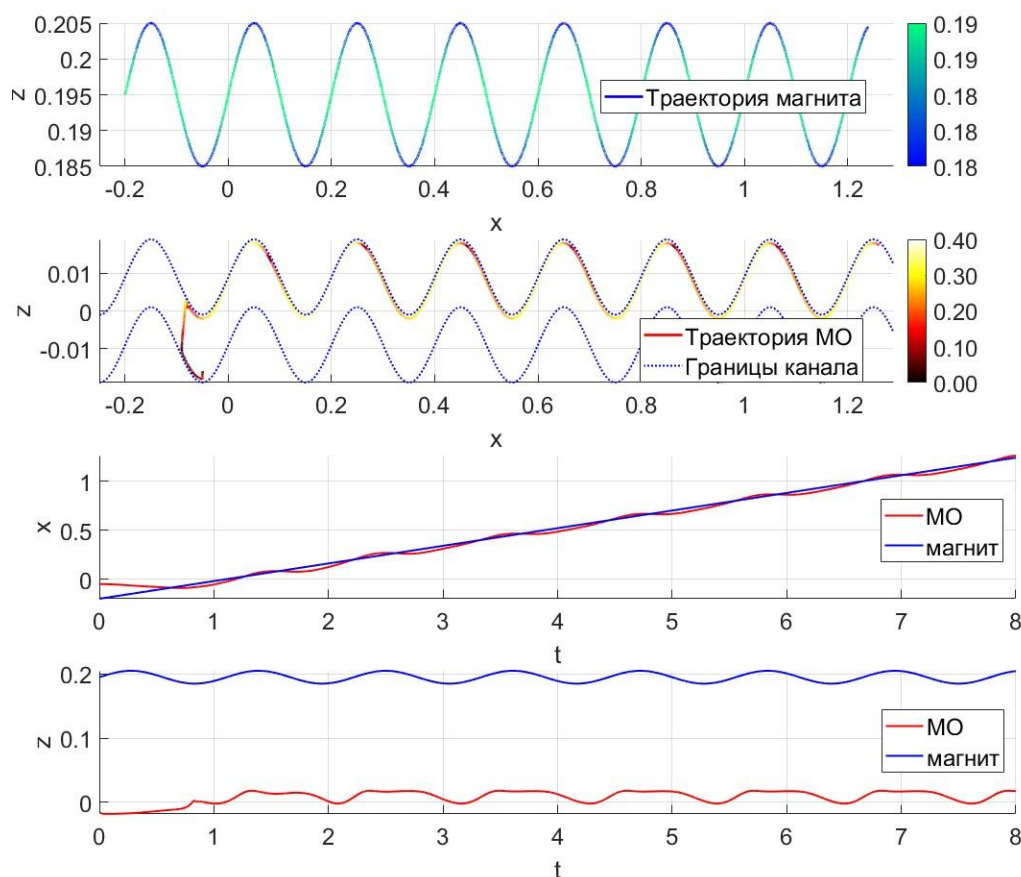 0.205
0.2
0.195
0.19
0.185
z
-0.2 0 0.2 0.4 0.6 0.8 1 1.2
x
Траектория магнита
0.19
0.19
0.18
0.18
0.18
0.01
0
-0.01
z
-0.2 0 0.2 0.4 0.6 0.8 1 1.2
x
Траектория МО
Границы канала
0.40
0.30
0.20
0.10
0.00
1
0.5
0
x
0 1 2 3 4 5 6 7 8
t
МО
магнит
0.2
0.1
0
z
0 1 2 3 4 5 6 7 8
t
МО
магнит